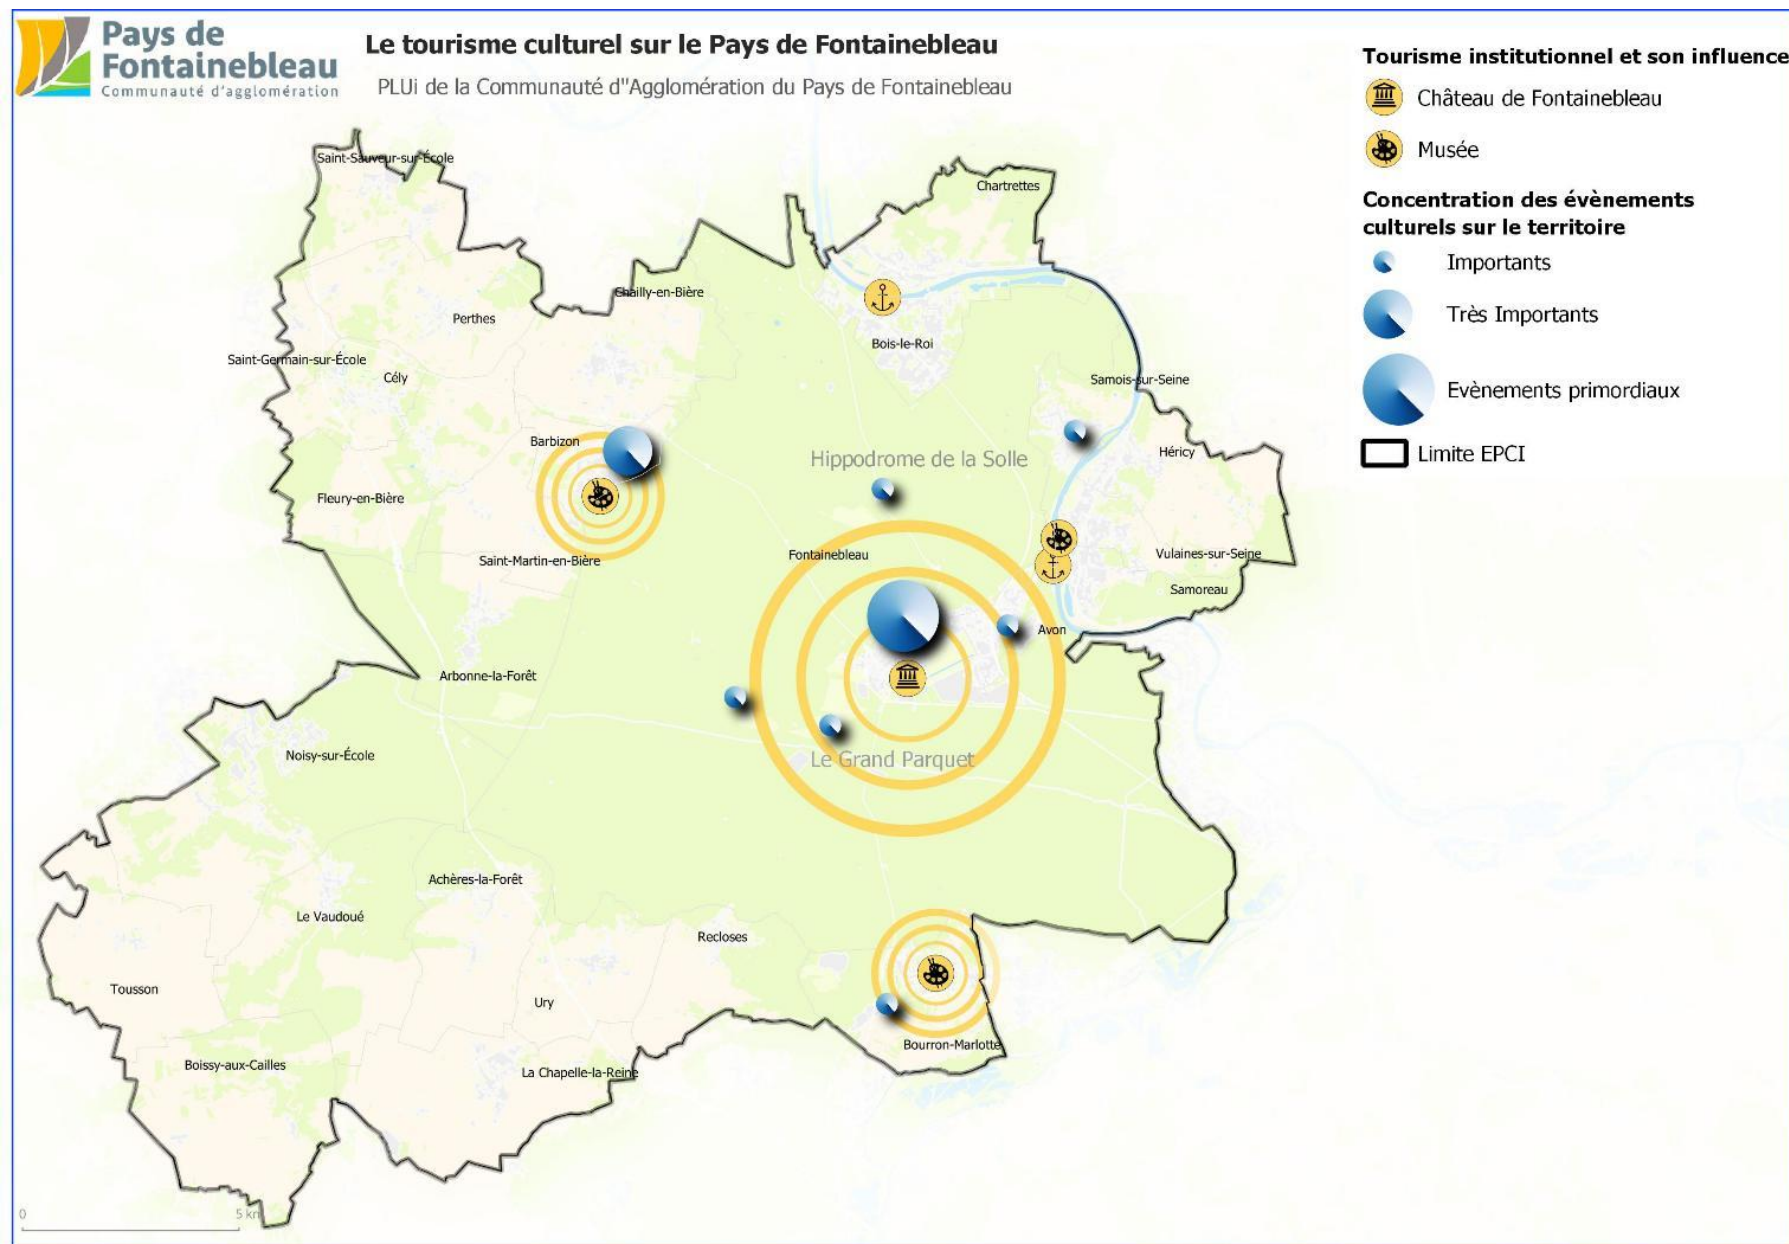 Pays de
Fontainebleau
Communauté d'agglomération
Le tourisme culturel sur le Pays de Fontainebleau
PLUi de la Communauté d"Agglomération du Pays de Fontainebleau
Tourisme institutionnel et son influence
Château de Fontainebleau
Musée
Concentration des évènements
culturels sur le territoire
Importants
Très Importants
Evènements primordiaux
Limite EPCI
Saint-Sauveur-sur-École
Chartrettes
Chailly-en-Bière
Perthes
Bois-le-Roi
Saint-Germain-sur-École
Cély
Samois-sur-Seine
Barbizon
Héricy
Hippodrome de la Solle
Fleury-en-Bière
Fontainebleau
Vulaines-sur-Seine
Saint-Martin-en-Bière
Samoreau
Avon
Arbonne-la-Forêt
Noisy-sur-École
Le Grand Parquet
Achères-la-Forêt
Le Vaudoué
Recloses
Tousson
Ury
Bourron-Marlotte
Boissy-aux-Cailles
La Chapelle-la-Reine
0
5 km